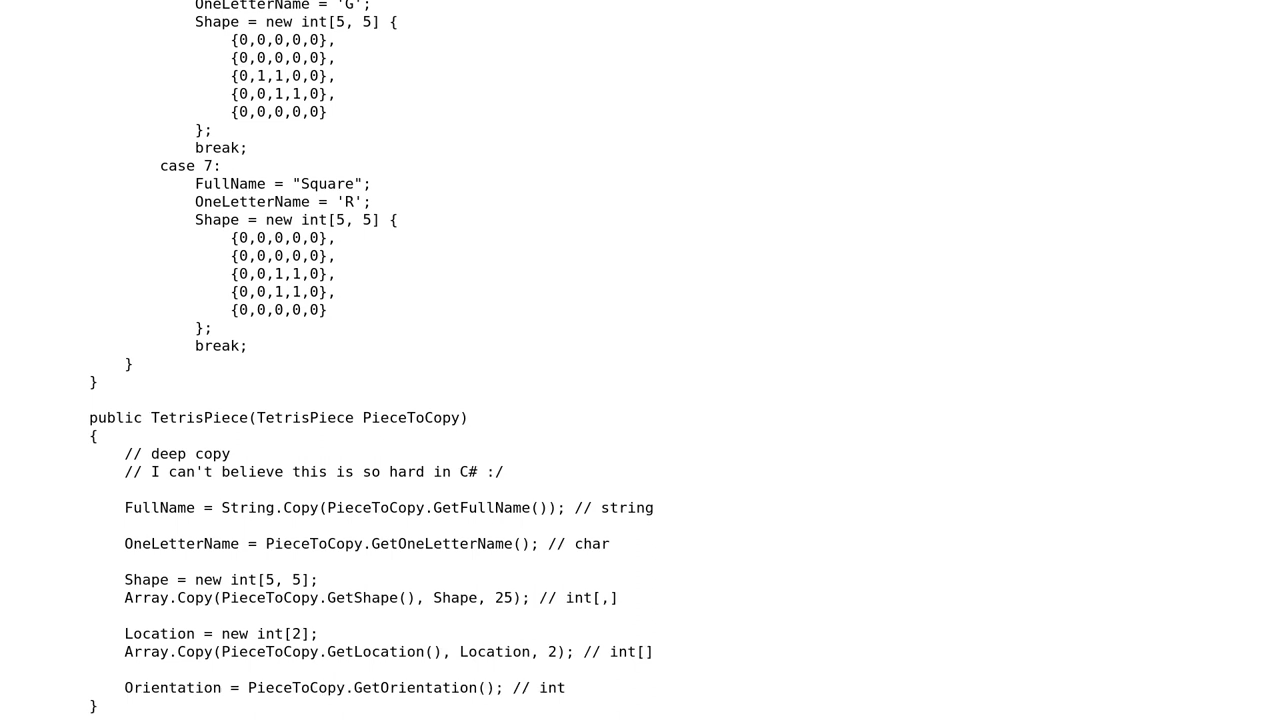 OneLetterName = 'G';
Shape = new int[5, 5] {
{0,0,0,0,0},
{0,0,0,0,0},
{0,1,1,0,0},
{0,0,1,1,0},
{0,0,0,0,0}
};
break;
case 7:
FullName = "Square";
OneLetterName = 'R';
Shape = new int[5, 5] {
{0,0,0,0,0},
{0,0,0,0,0},
{0,0,1,1,0},
{0,0,1,1,0},
{0,0,0,0,0}
};
break;
}
}
public TetrisPiece(TetrisPiece PieceToCopy)
{
// deep copy
// I can't believe this is so hard in C# :/
FullName = String.Copy(PieceToCopy.GetFullName()); // string
OneLetterName = PieceToCopy.GetOneLetterName(); // char
Shape = new int[5, 5];
Array.Copy(PieceToCopy.GetShape(), Shape, 25); // int[,]
Location = new int[2];
Array.Copy(PieceToCopy.GetLocation(), Location, 2); // int[]
Orientation = PieceToCopy.GetOrientation(); // int
}